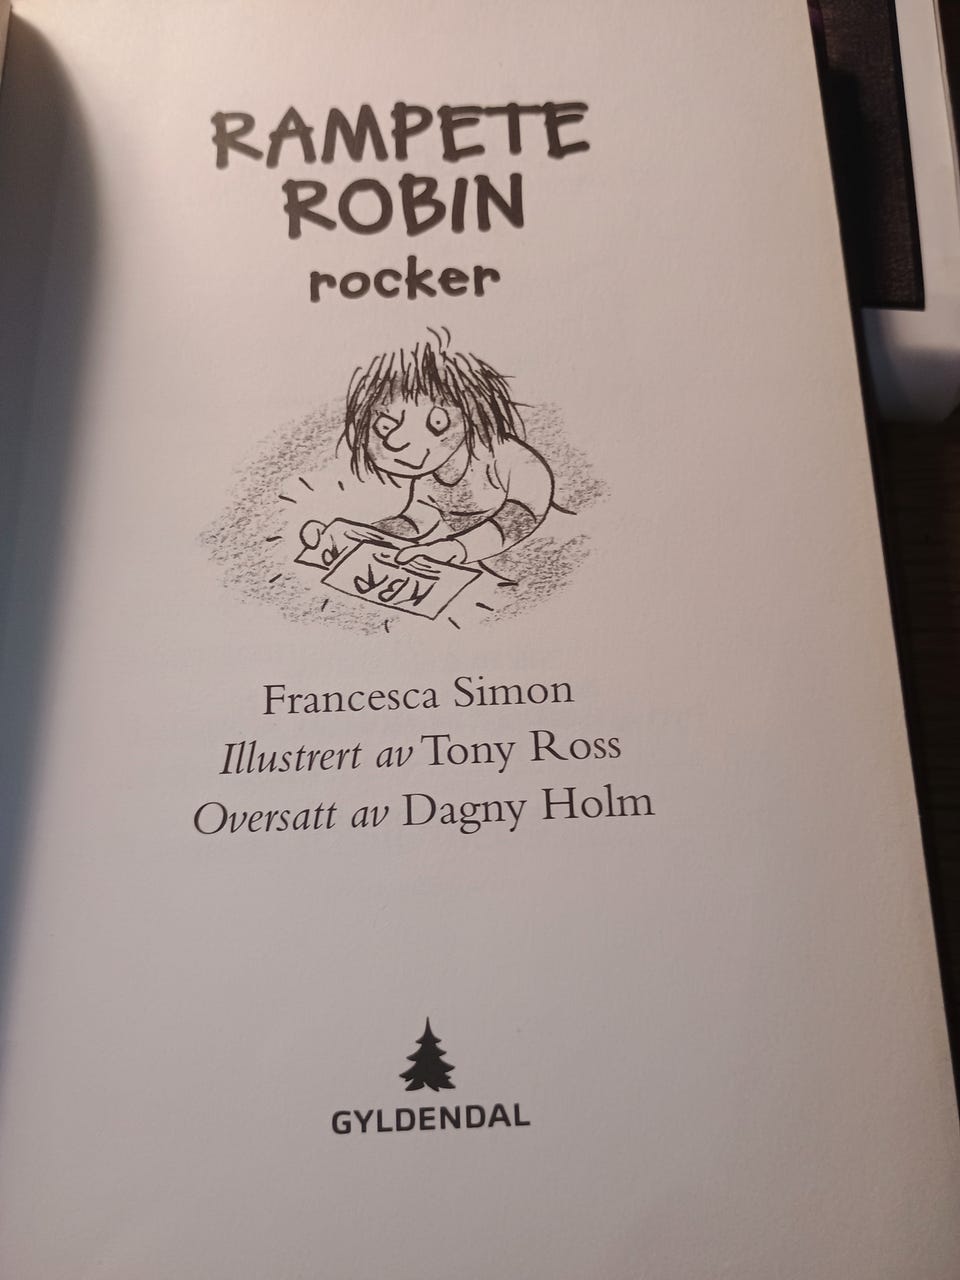 RAMPETE
ROBIN
rocker
KBR
Francesca Simon
Illustrert av Tony Ross
Oversatt av Dagny Holm
GYLDENDAL